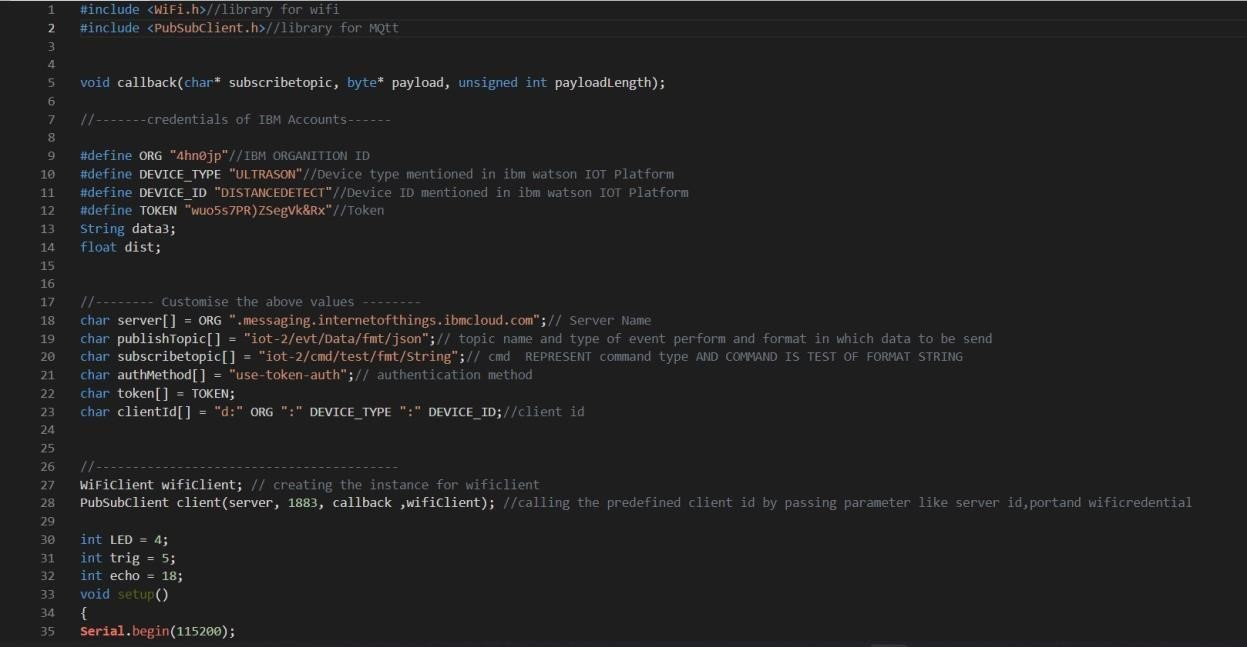 1 #include <WiFi.h>//library for wifi
2 #include <PubSubClient.h>//library for MQtt
3
4
5 void callback(char* subscribetopic, byte* payload, unsigned int payloadLength);
6
7 //-------credentials of IBM Accounts------
8
9 #define ORG "4hn0jp"//IBM ORGANITION ID
10 #define DEVICE_TYPE "ULTRASON"//Device type mentioned in ibm watson IOT Platform
11 #define DEVICE_ID "DISTANCEDETECT"//Device ID mentioned in ibm watson IOT Platform
12 #define TOKEN "wuo5s7PR)ZSegVk&Rx"//Token
13 String data3;
14 float dist;
15
16
17 //-------- Customise the above values --------
18 char server[] = ORG ".messaging.internetofthings.ibmcloud.com";// Server Name
19 char publishTopic[] = "iot-2/evt/Data/fmt/json";// topic name and type of event perform and format in which data to be send
20 char subscribetopic[] = "iot-2/cmd/test/fmt/String";// cmd  REPRESENT command type AND COMMAND IS TEST OF FORMAT STRING
21 char authMethod[] = "use-token-auth";// authentication method
22 char token[] = TOKEN;
23 char clientId[] = "d:" ORG ":" DEVICE_TYPE ":" DEVICE_ID;//client id
24
25
26 //-----------------------------------------
27 WiFiClient wifiClient; // creating the instance for wificlient
28 PubSubClient client(server, 1883, callback ,wifiClient); //calling the predefined client id by passing parameter like server id,portand wificredential
29
30 int LED = 4;
31 int trig = 5;
32 int echo = 18;
33 void setup()
34 {
35 Serial.begin(115200);